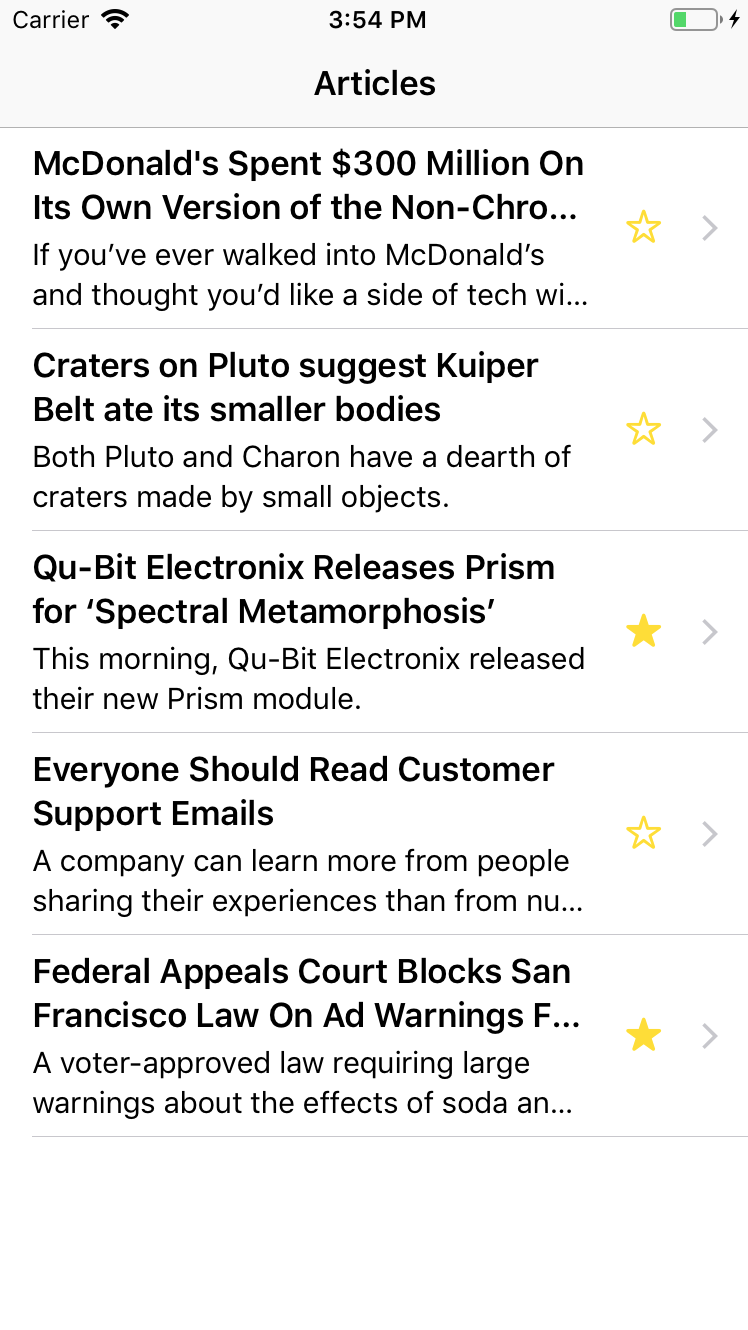 Carrier
3:54 PM
Articles
McDonald's Spent $300 Million On
Its Own Version of the Non-Chro...
If you’ve ever walked into McDonald’s
and thought you’d like a side of tech wi...
Craters on Pluto suggest Kuiper
Belt ate its smaller bodies
Both Pluto and Charon have a dearth of
craters made by small objects.
Qu-Bit Electronix Releases Prism
for ‘Spectral Metamorphosis’
This morning, Qu-Bit Electronix released
their new Prism module.
Everyone Should Read Customer
Support Emails
A company can learn more from people
sharing their experiences than from nu...
Federal Appeals Court Blocks San
Francisco Law On Ad Warnings F...
A voter-approved law requiring large
warnings about the effects of soda an...